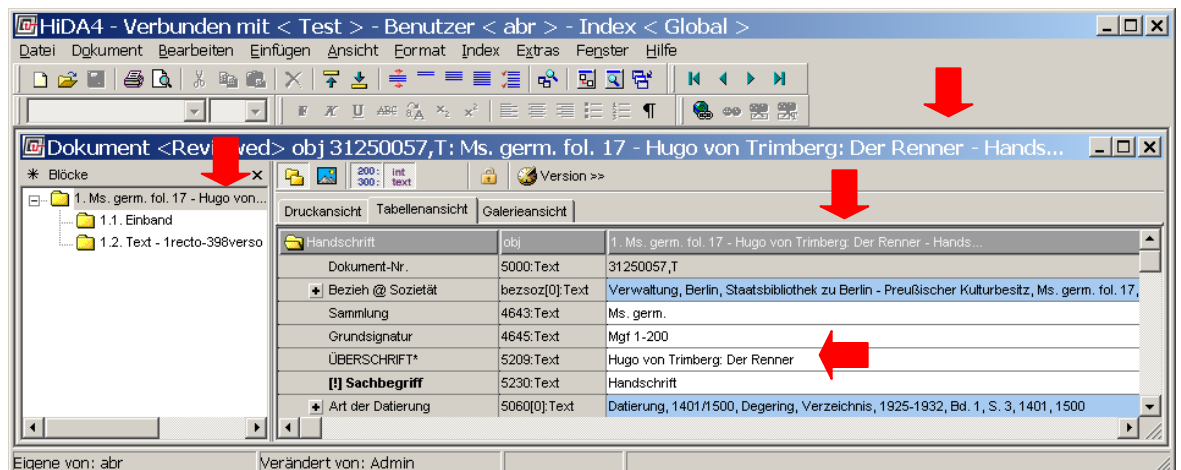 HiDA4 - Verbunden mit < Test > - Benutzer < abr > - Index < Global >
Datei Dokument Bearbeiten Einfügen Ansicht Format Index Extras Fenster Hilfe
F K U ABC
Dokument <Rev wed> obj 31250057,T: Ms. germ. fol. 17 - Hugo von Trimberg: Der Renner - Hands...
Blöcke
200: int
300: text
Version >>
1. Ms. germ. fol. 17 - Hugo von...
1.1. Einband
1.2. Text - 1recto-398verso
Druckansicht Tabellenansicht Galerieansicht
Handschrift obj 1. Ms. germ. fol. 17 - Hugo von Trimberg: Der Renner - Hands...
Dokument-Nr. 5000:Text 31250057,T
Bezieh @ Sozietät bezsoz[0]:Text Verwaltung, Berlin, Staatsbibliothek zu Berlin - Preußischer Kulturbesitz, Ms. germ. fol. 17,
Sammlung 4643:Text Ms. germ.
Grundsignatur 4645:Text Mgf 1-200
ÜBERSCHRIFT* 5209:Text Hugo von Trimberg: Der Renner
[!] Sachbegriff 5230:Text Handschrift
Art der Datierung 5060[0]:Text Datierung, 1401/1500, Degering, Verzeichnis, 1925-1932, Bd. 1, S. 3, 1401, 1500
Eigene von: abr Verändert von: Admin